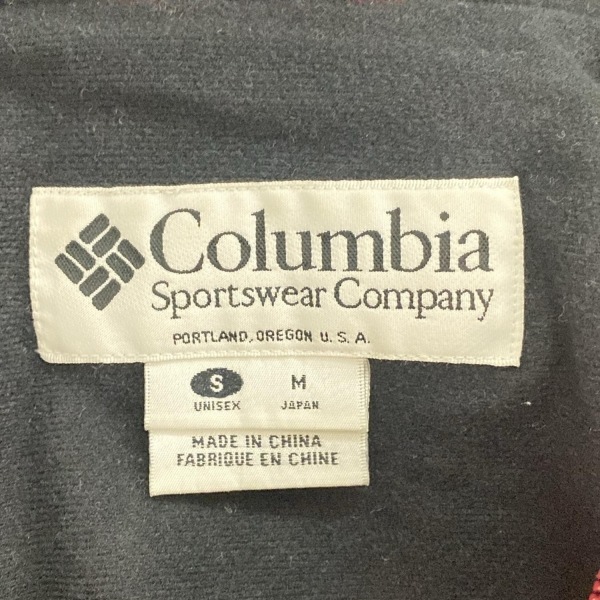 Columbia
Sportswear Company
PORTLAND, OREGON U.S.A.
S M
UNISEX JAPAN
MADE IN CHINA
FABRIQUE EN CHINE